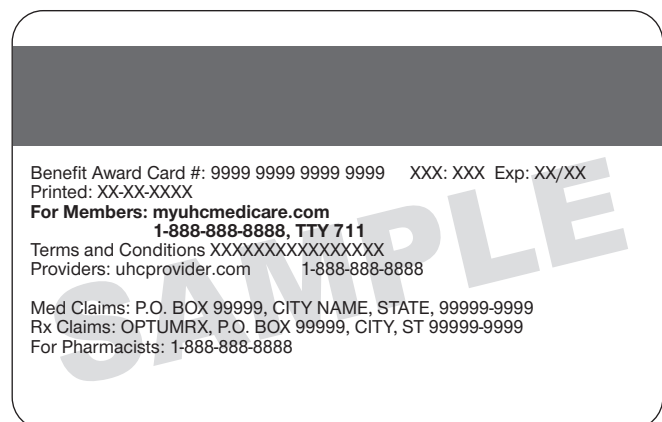 Benefit Award Card #: 9999 9999 9999 9999 XXX: XXX Exp: XX/XX
Printed: XX-XX-XXXX
For Members: myuhcmedicare.com
1-888-888-8888, TTY 711
Terms and Conditions XXXXXXXXXXXXXXXX
Providers: uhcprovider.com 1-888-888-8888
Med Claims: P.O. BOX 99999, CITY NAME, STATE, 99999-9999
Rx Claims: OPTUMRX, P.O. BOX 99999, CITY, ST 99999-9999
For Pharmacists: 1-888-888-8888
SAMPLE